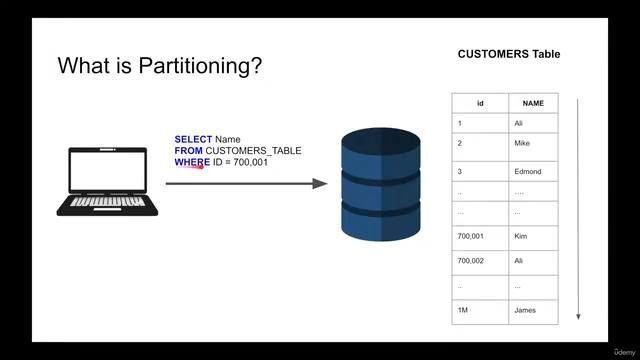 What is Partitioning?
SELECT Name
FROM CUSTOMERS_TABLE
WHERE ID = 700,001
CUSTOMERS Table
id NAME
1 Ali
2 Mike
3 Edmond
.. ....
... ...
700,001 Kim
700,002 Ali
.. ...
1M James
ûdemy